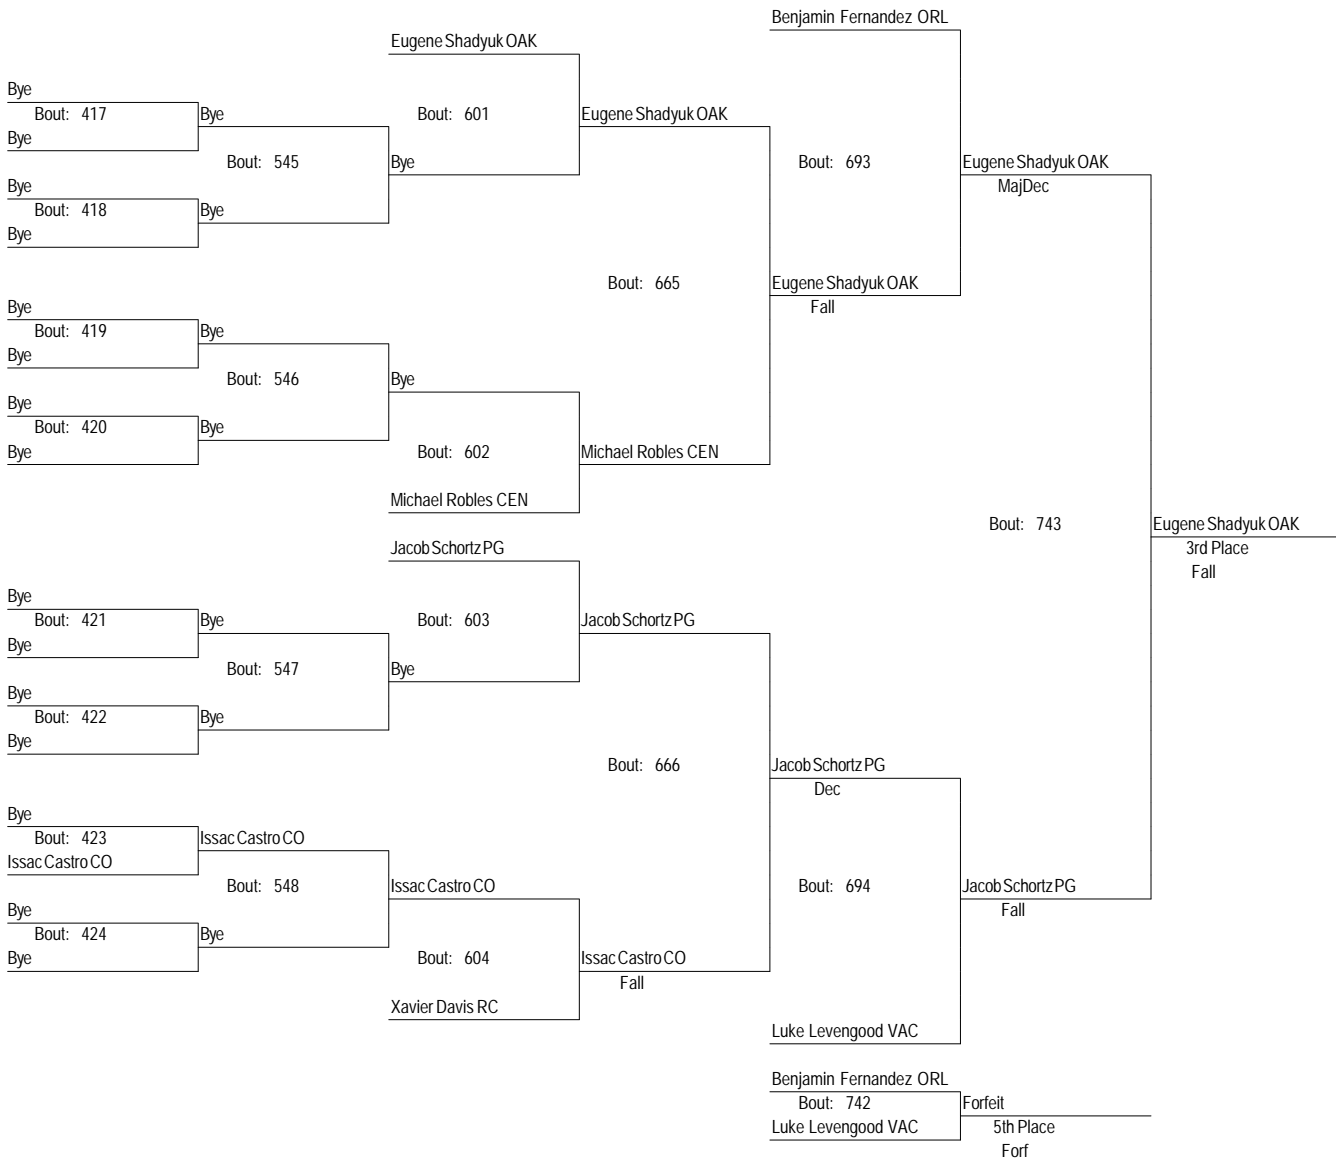 Benjamin Fernandez ORL
Eugene Shadyuk OAK
Bye
Bout: 417
Bye
Bout: 601
Eugene Shadyuk OAK
Bye
Bout: 545
Bye
Bout: 693
Eugene Shadyuk OAK
MajDec
Bye
Bout: 418
Bye
Bye
Bout: 665
Eugene Shadyuk OAK
Fall
Bye
Bout: 419
Bye
Bye
Bout: 546
Bye
Bye
Bout: 420
Bye
Bye
Bout: 602
Michael Robles CEN
Michael Robles CEN
Bout: 743
Eugene Shadyuk OAK
3rd Place
Fall
Jacob Schortz PG
Bye
Bout: 421
Bye
Bout: 603
Jacob Schortz PG
Bye
Bout: 547
Bye
Bye
Bout: 422
Bye
Bye
Bout: 666
Jacob Schortz PG
Dec
Bye
Bout: 423
Issac Castro CO
Issac Castro CO
Bout: 548
Issac Castro CO
Bout: 694
Jacob Schortz PG
Fall
Bye
Bout: 424
Bye
Bye
Bout: 604
Issac Castro CO
Fall
Xavier Davis RC
Luke Levengood VAC
Benjamin Fernandez ORL
Bout: 742
Forfeit
Luke Levengood VAC
5th Place
Forf